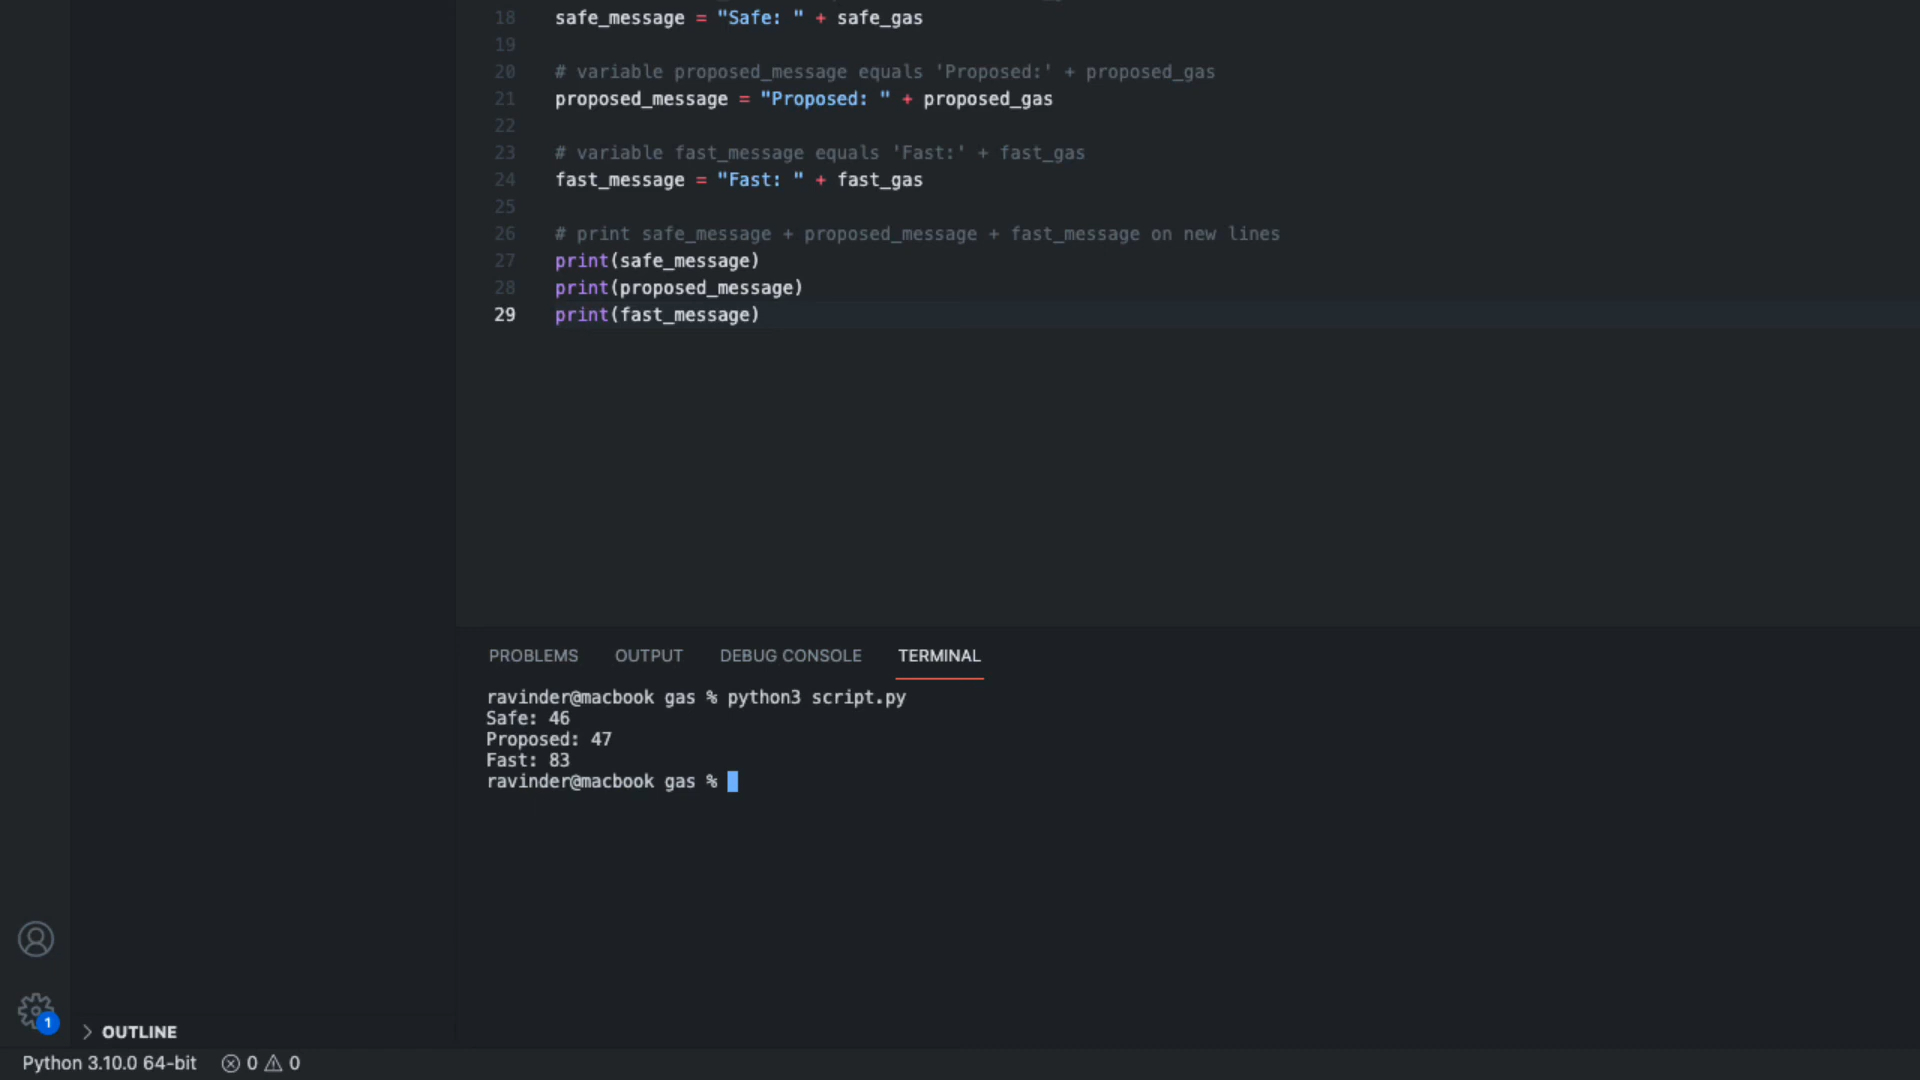 18 safe_message = "Safe: " + safe_gas
19
20 # variable proposed_message equals 'Proposed:' + proposed_gas
21 proposed_message = "Proposed: " + proposed_gas
22
23 # variable fast_message equals 'Fast:' + fast_gas
24 fast_message = "Fast: " + fast_gas
25
26 # print safe_message + proposed_message + fast_message on new lines
27 print(safe_message)
28 print(proposed_message)
29 print(fast_message)
PROBLEMS OUTPUT DEBUG CONSOLE TERMINAL
ravinder@macbook gas % python3 script.py
Safe: 46
Proposed: 47
Fast: 83
ravinder@macbook gas %
1
OUTLINE
Python 3.10.0 64-bit 0 0